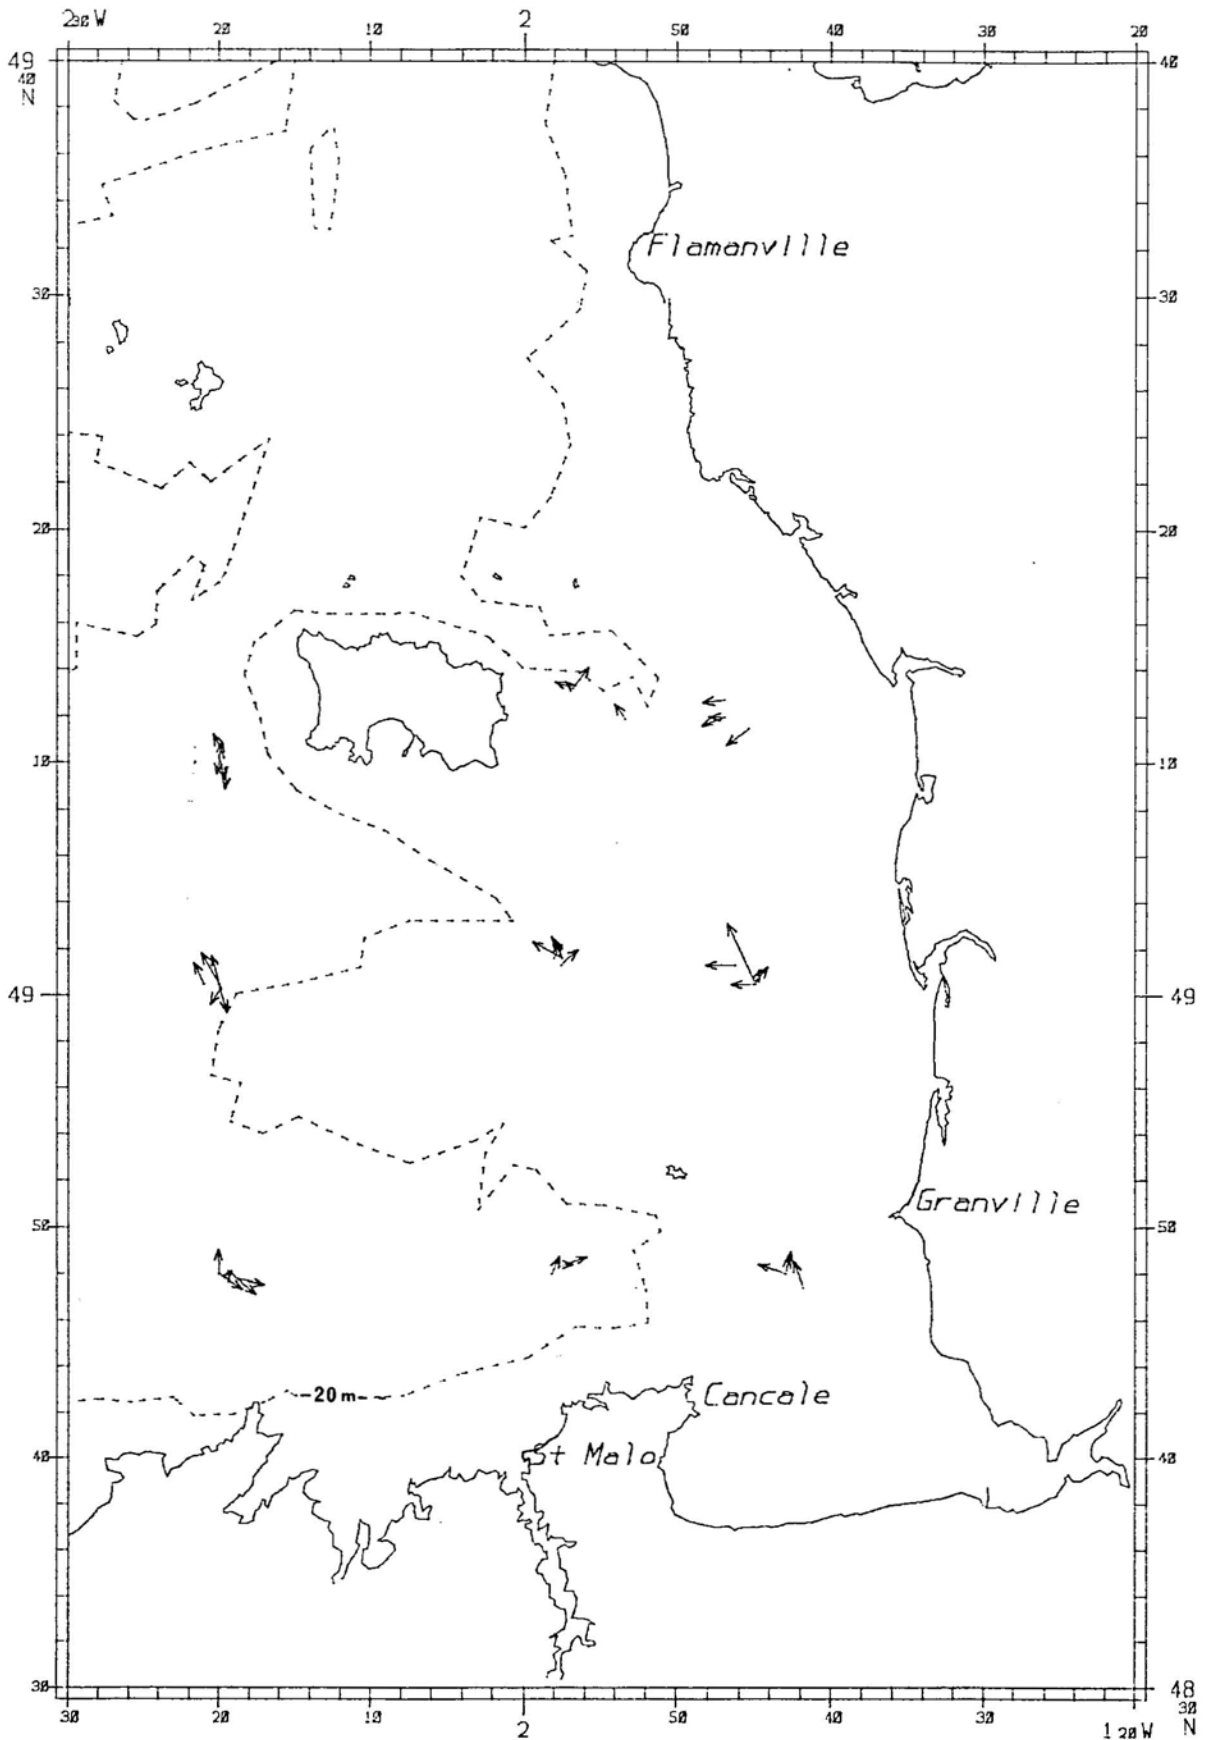 2 30 W 20 10 2 50 40 30 20
49 40 N 40
Flamanville
30 30
20 20
10 10
49 49
Granville
50 50
-20m-
Cancale
St Malo
40 40
30 48 30 N
30 20 10 2 50 40 30 1 20 W